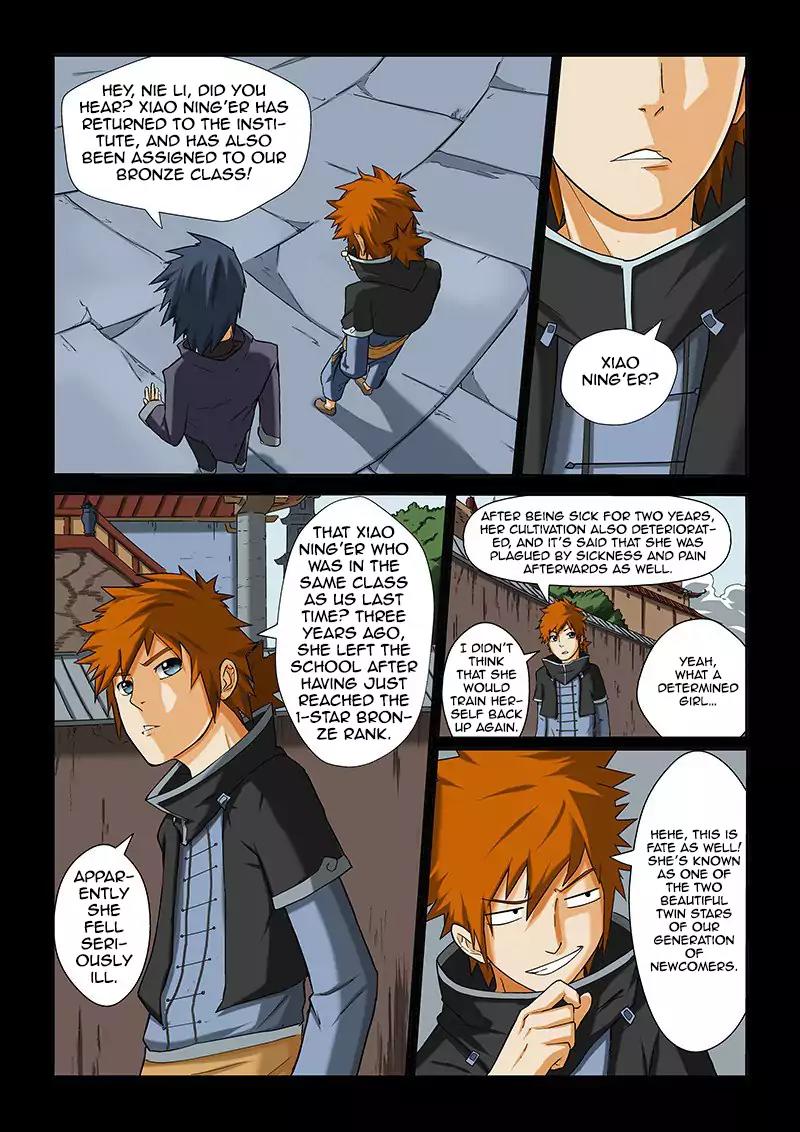 HEY, NIE LI, DID YOU
HEAR? XIAO NING'ER HAS
RETURNED TO THE INSTI-
TUTE, AND HAS ALSO
BEEN ASSIGNED TO OUR
BRONZE CLASS!
XIAO
NING'ER?
THAT XIAO
NING'ER WHO
WAS IN THE
SAME CLASS
AS US LAST
TIME? THREE
YEARS AGO,
SHE LEFT THE
SCHOOL AFTER
HAVING JUST
REACHED THE
1-STAR BRON-
ZE RANK.
APPAR-
ENTLY
SHE
FELL
SERI-
OUSLY
ILL.
AFTER BEING SICK FOR TWO YEARS,
HER CULTIVATION ALSO DETERIORAT-
ED, AND IT'S SAID THAT SHE WAS
PLAGUED BY SICKNESS AND PAIN
AFTERWARDS AS WELL.
I DIDN'T
THINK
THAT SHE
WOULD
TRAIN HER-
SELF BACK
UP AGAIN.
YEAH,
WHAT A
DETERMINED
GIRL...
HEHE, THIS IS
FATE AS WELL!
SHE'S KNOWN
AS ONE OF
THE TWO
BEAUTIFUL
TWIN STARS
OF OUR
GENERATION
OF
NEWCOMERS.